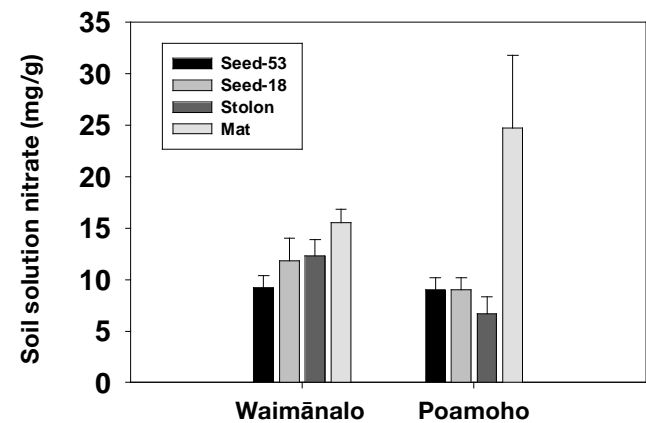 Soil solution nitrate (mg/g)
35
30
25
20
15
10
5
0
Seed-53
Seed-18
Stolon
Mat
Waimānalo
Poamoho